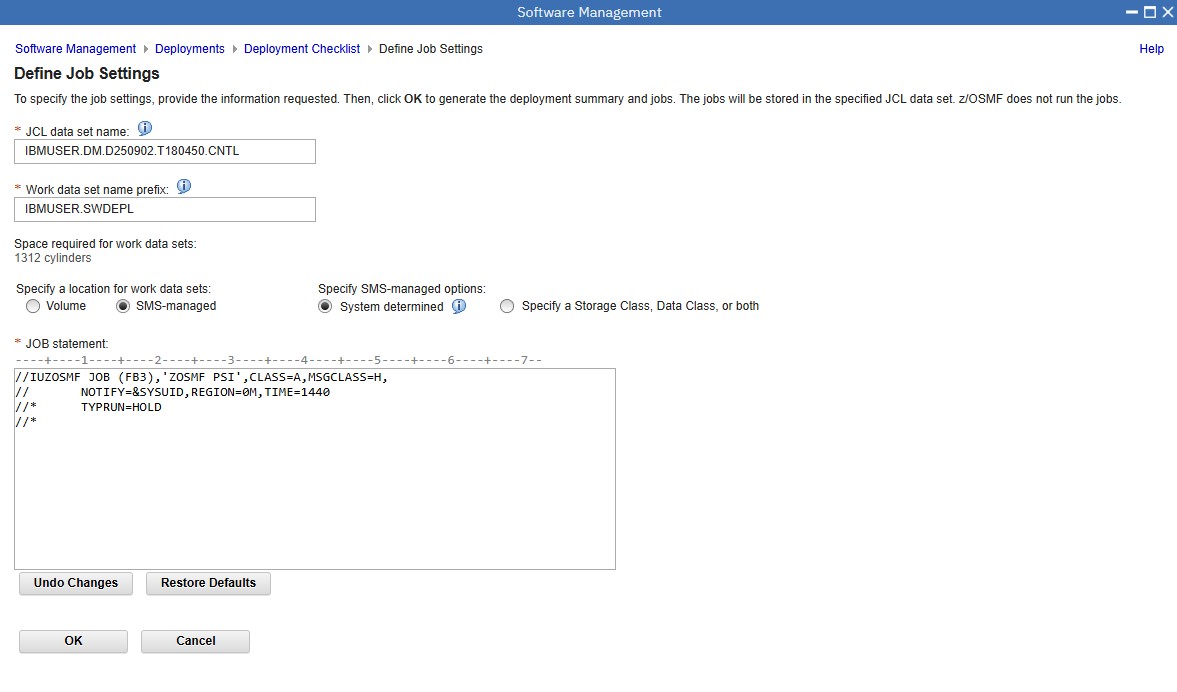 Software Management
Software Management Deployments Deployment Checklist Define Job Settings Help
Define Job Settings
To specify the job settings, provide the information requested. Then, click OK to generate the deployment summary and jobs. The jobs will be stored in the specified JCL data set. z/OSMF does not run the jobs.
* JCL data set name:
IBMUSER.DM.D250902.T180450.CNTL
* Work data set name prefix:
IBMUSER.SWDEPL
Space required for work data sets:
1312 cylinders
Specify a location for work data sets: Specify SMS-managed options:
Volume SMS-managed System determined Specify a Storage Class, Data Class, or both
* JOB statement:
----+----1----+----2----+----3----+----4----+----5----+----6----+----7--
//IUZOSMF JOB (FB3),'ZOSMF PSI',CLASS=A,MSGCLASS=H,
//       NOTIFY=&SYSUID,REGION=0M,TIME=1440
//*      TYPRUN=HOLD
//*
Undo Changes Restore Defaults
OK Cancel